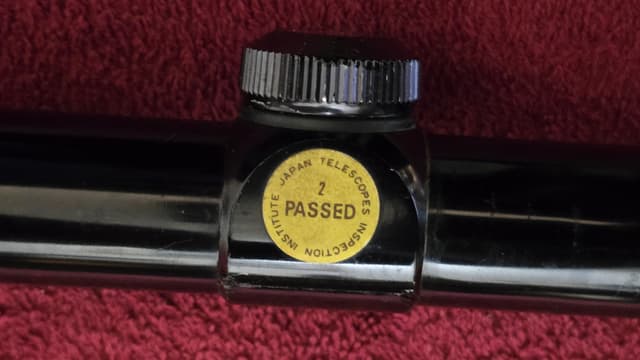 JAPAN TELESCOPES INSPECTION INSTITUTE
2
PASSED